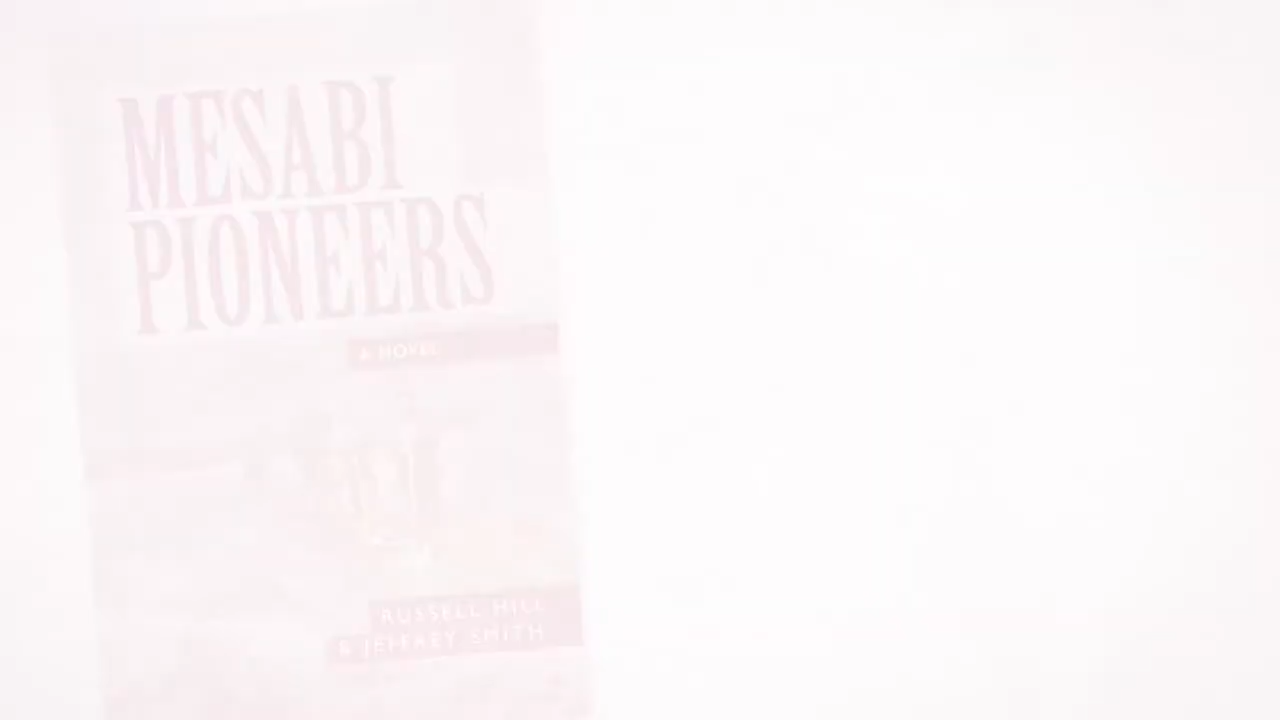 MESABI
PIONEERS
A NOVEL
RUSSELL HILL
& JEFFREY SMITH